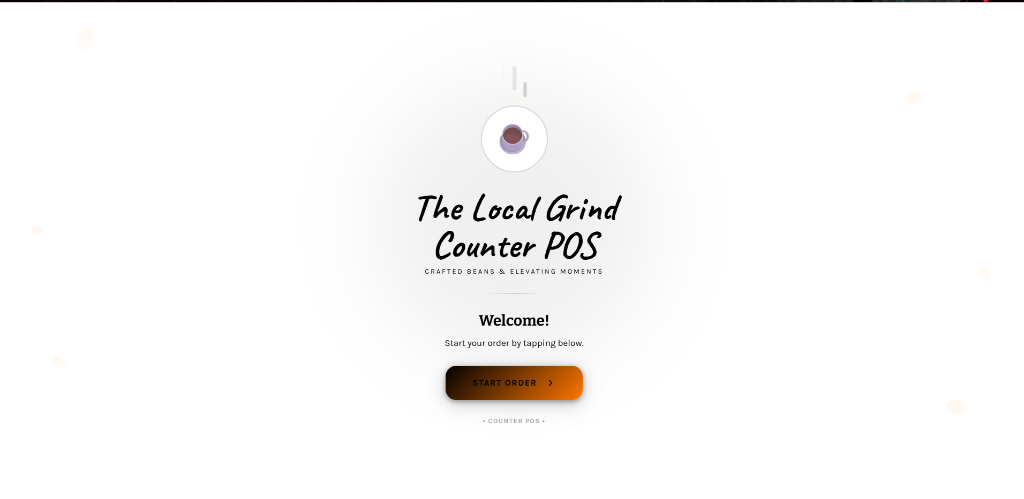 The Local Grind
Counter POS
CRAFTED BEANS & ELEVATING MOMENTS
Welcome!
Start your order by tapping below.
START ORDER
• COUNTER POS •